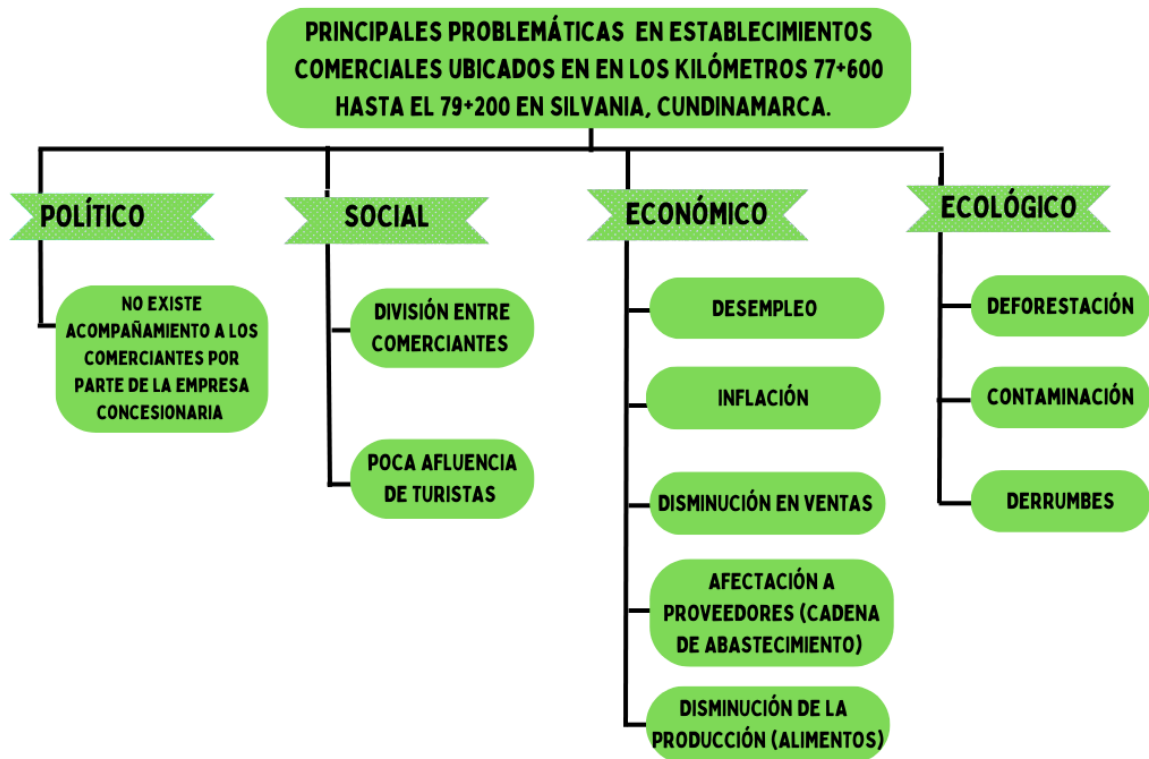 PRINCIPALES PROBLEMÁTICAS EN ESTABLECIMIENTOS
COMERCIALES UBICADOS EN EN LOS KILÓMETROS 77+600
HASTA EL 79+200 EN SILVANIA, CUNDINAMARCA.
POLÍTICO
NO EXISTE
ACOMPAÑAMIENTO A LOS
COMERCIANTES POR
PARTE DE LA EMPRESA
CONCESIONARIA
SOCIAL
DIVISIÓN ENTRE
COMERCIANTES
POCA AFLUENCIA
DE TURISTAS
ECONÓMICO
DESEMPLEO
INFLACIÓN
DISMINUCIÓN EN VENTAS
AFECTACIÓN A
PROVEEDORES (CADENA
DE ABASTECIMIENTO)
DISMINUCIÓN DE LA
PRODUCCIÓN (ALIMENTOS)
ECOLÓGICO
DEFORESTACIÓN
CONTAMINACIÓN
DERRUMBES